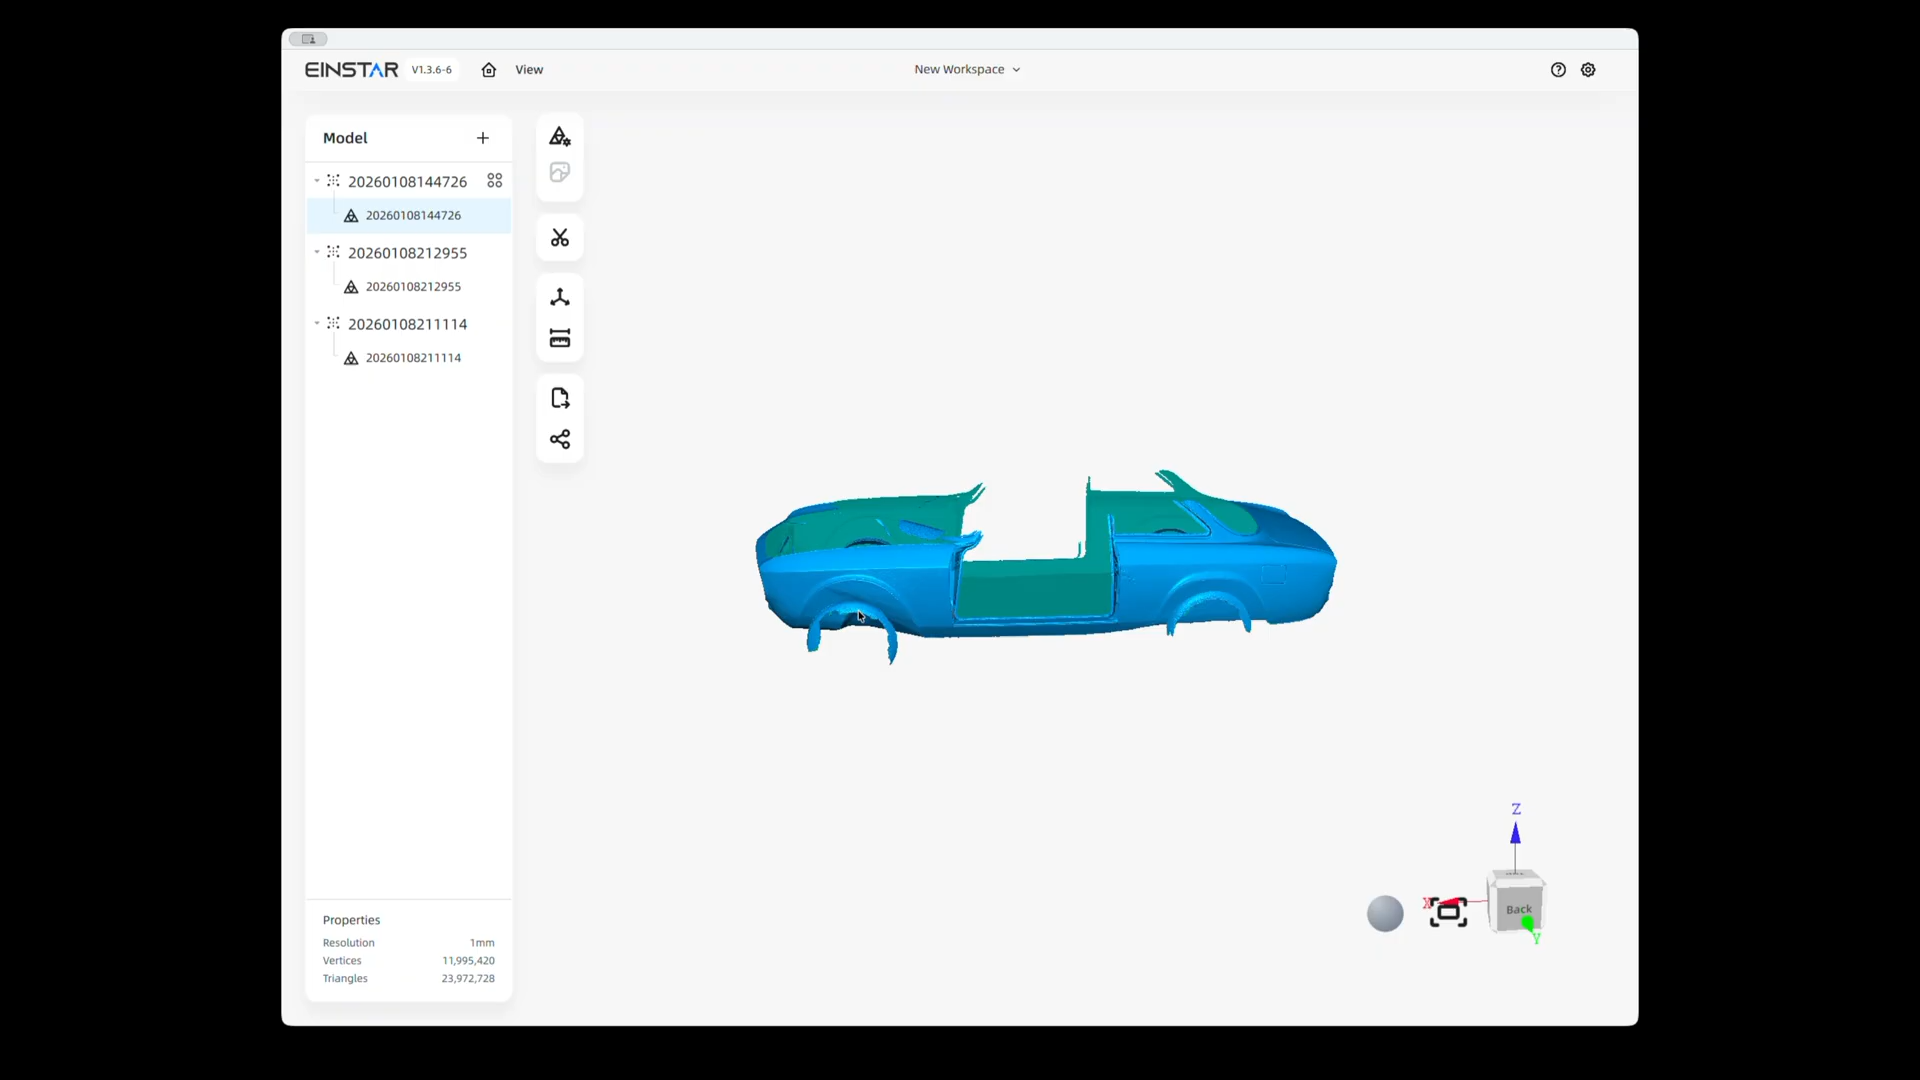 EINSTAR V1.3.6-6 View New Workspace
Model
20260108144726
20260108144726
20260108212955
20260108212955
20260108211114
20260108211114
Properties
Resolution 1mm
Vertices 11,995,420
Triangles 23,972,728
Z
X
Back
Y